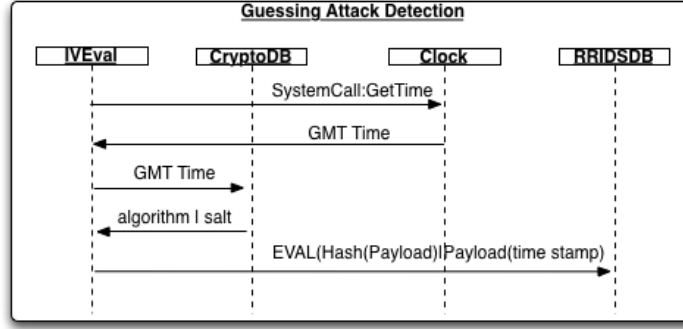 Guessing Attack Detection
IVEval CryptoDB Clock RRIDSDB
SystemCall:GetTime
GMT Time
GMT Time
algorithm | salt
EVAL(Hash(Payload)|Payload(time stamp)